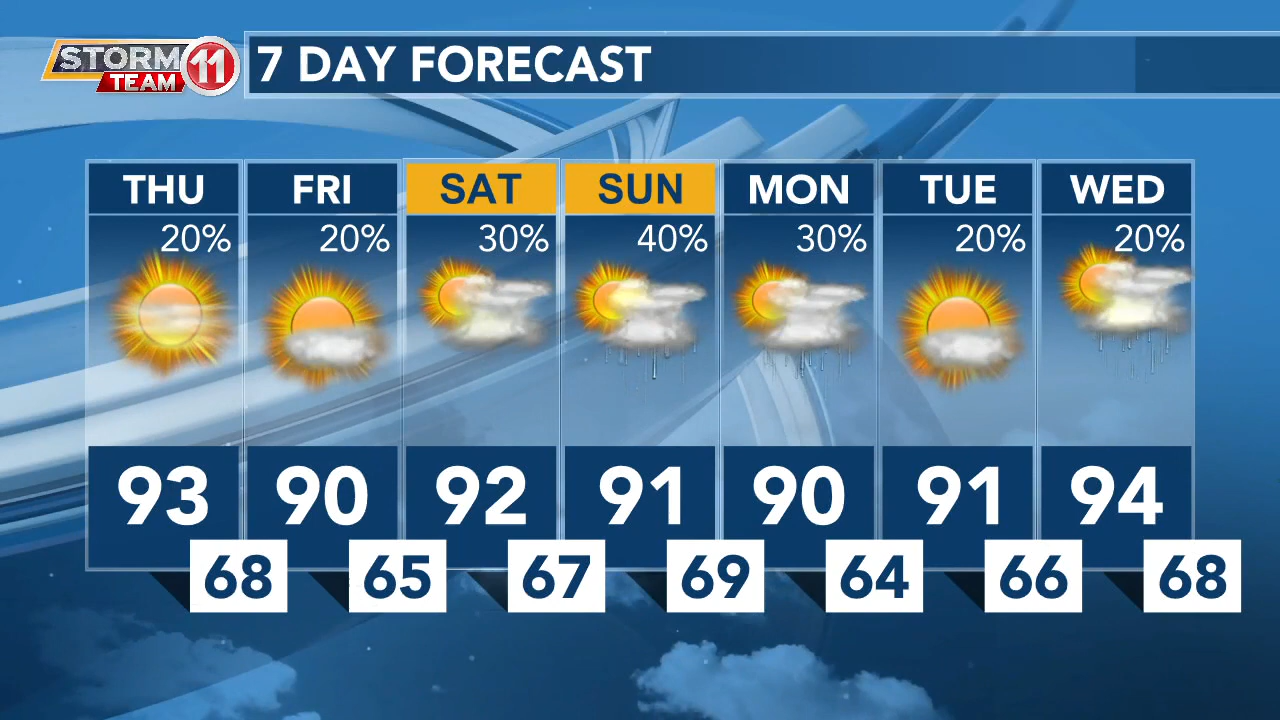 STORM TEAM 11
7 DAY FORECAST
THU FRI SAT SUN MON TUE WED
20% 20% 30% 40% 30% 20% 20%
93 90 92 91 90 91 94
68 65 67 69 64 66 68